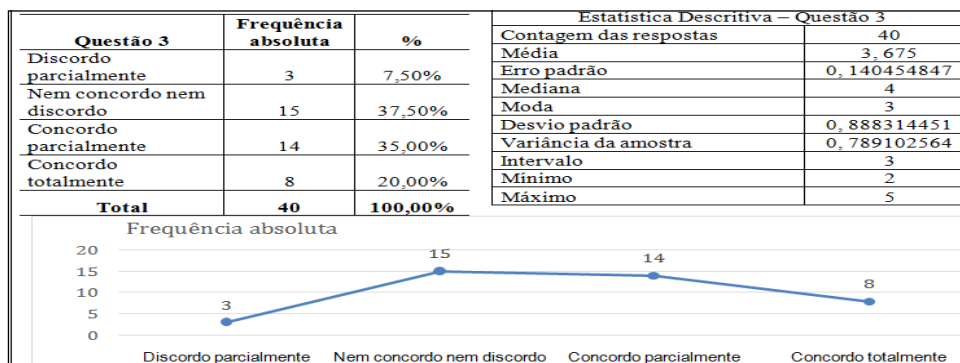 Questão 3 Frequência absoluta %
Discordo parcialmente 3 7,50%
Nem concordo nem discordo 15 37,50%
Concordo parcialmente 14 35,00%
Concordo totalmente 8 20,00%
Total 40 100,00%
Estatística Descritiva – Questão 3
Contagem das respostas 40
Média 3, 675
Erro padrão 0, 140454847
Mediana 4
Moda 3
Desvio padrão 0, 888314451
Variância da amostra 0, 789102564
Intervalo 3
Mínimo 2
Máximo 5
Frequência absoluta
20
15
10
5
0
3
15
14
8
Discordo parcialmente Nem concordo nem discordo Concordo parcialmente Concordo totalmente